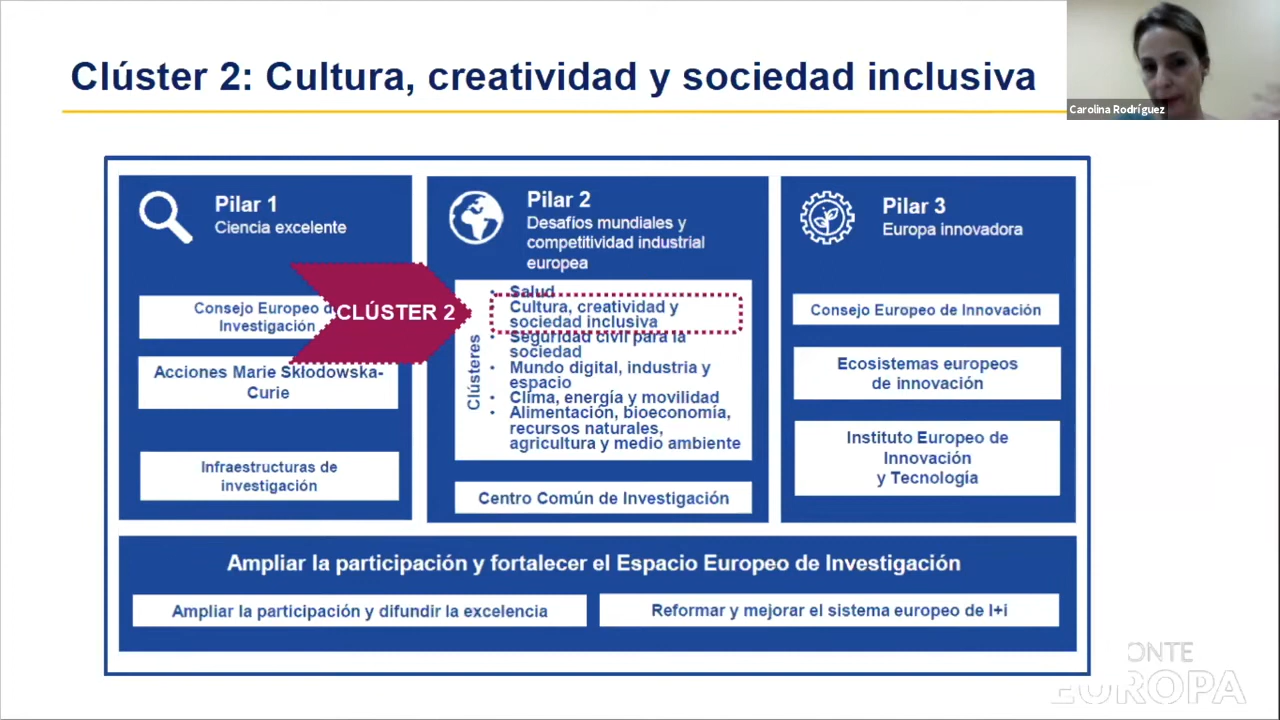 Clúster 2: Cultura, creatividad y sociedad inclusiva
Carolina Rodríguez
Pilar 1
Ciencia excelente
Consejo Europeo d
Investigación
Acciones Marie Skłodowska-
Curie
Infraestructuras de
investigación
CLÚSTER 2
Pilar 2
Desafíos mundiales y
competitividad industrial
europea
Clústeres
• Salud
Cultura, creatividad y
sociedad inclusiva
• Seguridad civil para la
sociedad
• Mundo digital, industria y
espacio
• Clima, energía y movilidad
• Alimentación, bioeconomía,
recursos naturales,
agricultura y medio ambiente
Centro Común de Investigación
Pilar 3
Europa innovadora
Consejo Europeo de Innovación
Ecosistemas europeos
de innovación
Instituto Europeo de
Innovación
y Tecnología
Ampliar la participación y fortalecer el Espacio Europeo de Investigación
Ampliar la participación y difundir la excelencia
Reformar y mejorar el sistema europeo de I+i
ONTE
EUROPA